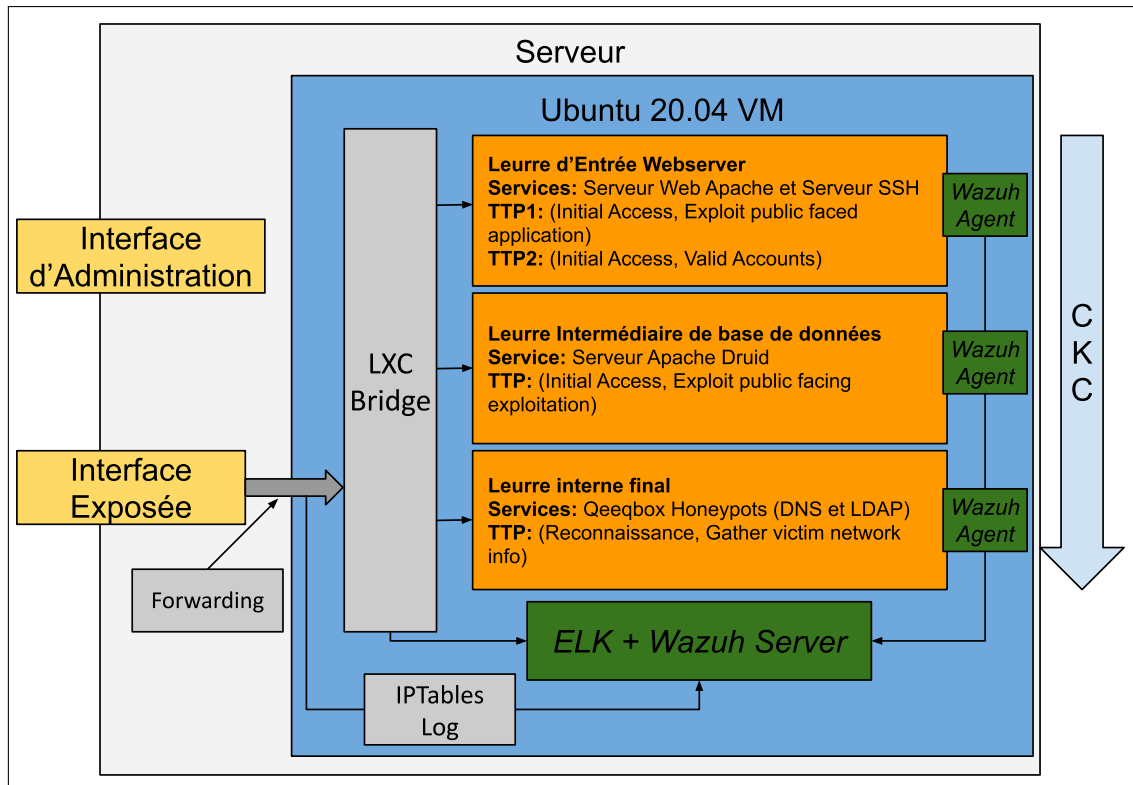 Serveur
Ubuntu 20.04 VM
Interface
d'Administration
Interface
Exposée
Forwarding
LXC
Bridge
Leurre d'Entrée Webserver
Services: Serveur Web Apache et Serveur SSH
TTP1: (Initial Access, Exploit public faced
application)
TTP2: (Initial Access, Valid Accounts)
Wazuh
Agent
Leurre Intermédiaire de base de données
Service: Serveur Apache Druid
TTP: (Initial Access, Exploit public facing
exploitation)
Wazuh
Agent
Leurre interne final
Services: Qeeqbox Honeypots (DNS et LDAP)
TTP: (Reconnaissance, Gather victim network
info)
Wazuh
Agent
ELK + Wazuh Server
IPTables
Log
C
K
C